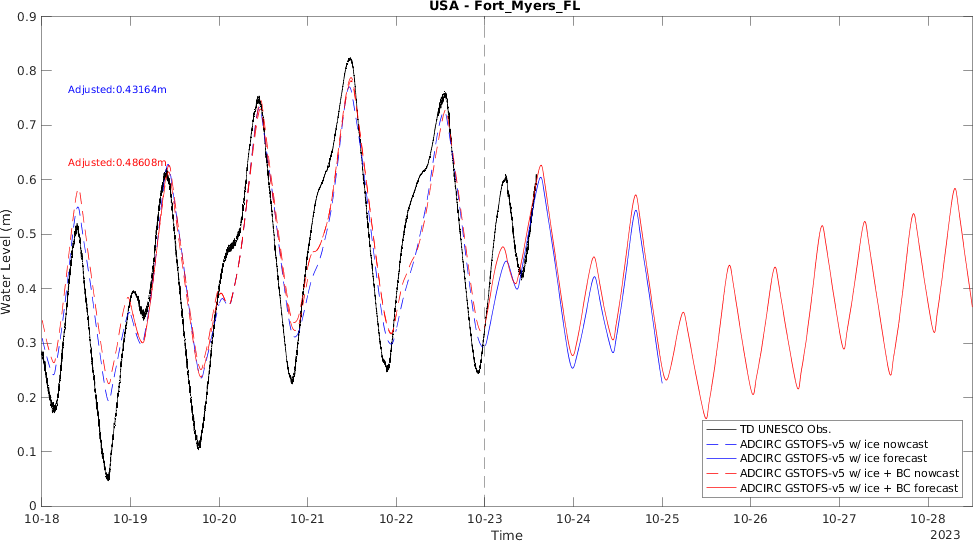 USA - Fort_Myers_FL
0.9
0.8
0.7
0.6
0.5
0.4
0.3
0.2
0.1
0
Water Level (m)
Adjusted:0.43164m
Adjusted:0.48608m
TD UNESCO Obs.
ADCIRC GSTOFS-v5 w/ ice nowcast
ADCIRC GSTOFS-v5 w/ ice forecast
ADCIRC GSTOFS-v5 w/ ice + BC nowcast
ADCIRC GSTOFS-v5 w/ ice + BC forecast
10-18 10-19 10-20 10-21 10-22 10-23 10-24 10-25 10-26 10-27 10-28
Time
2023